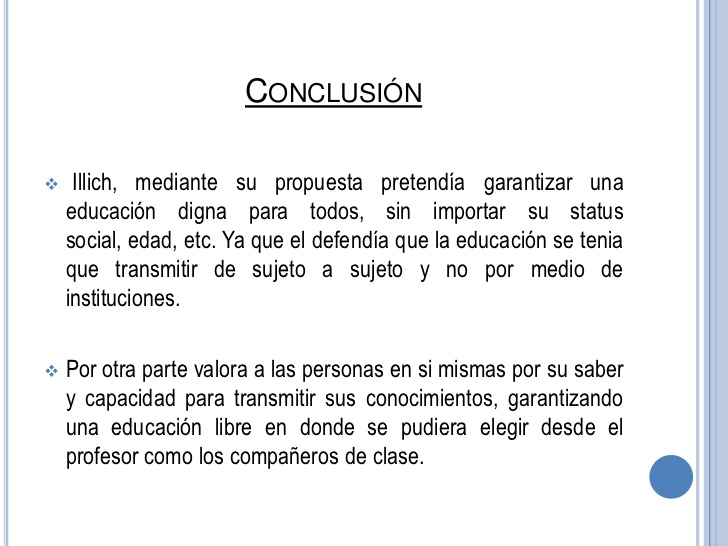 CONCLUSIÓN
Illich, mediante su propuesta pretendía garantizar una
educación digna para todos, sin importar su status
social, edad, etc. Ya que el defendía que la educación se tenia
que transmitir de sujeto a sujeto y no por medio de
instituciones.
Por otra parte valora a las personas en si mismas por su saber
y capacidad para transmitir sus conocimientos, garantizando
una educación libre en donde se pudiera elegir desde el
profesor como los compañeros de clase.